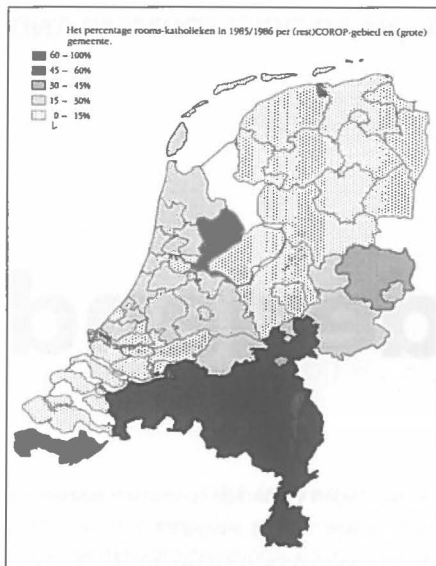 Het percentage rooms-katholieken in 1985/1986 per (rest)COROP-gebied en (grote)
gemeente.
60 – 100%
45 – 60%
30 – 45%
15 – 30%
0 – 15%